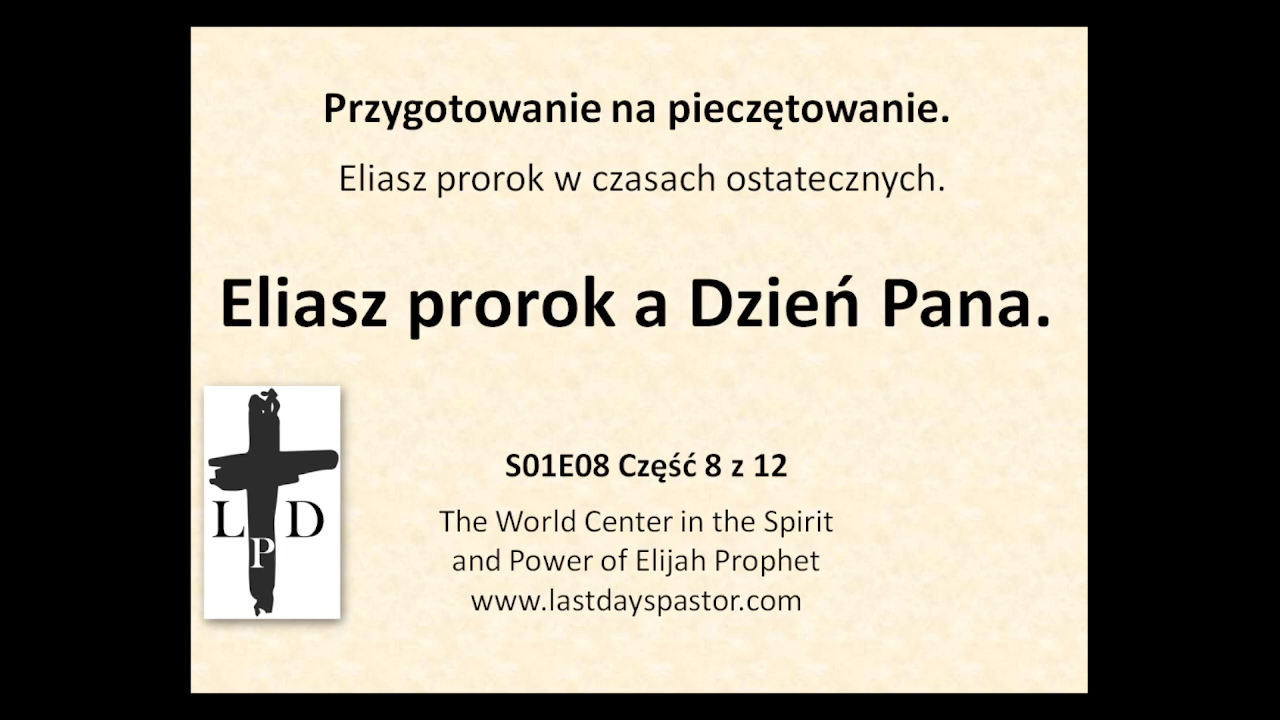 Przygotowanie na pieczętowanie.
Eliasz prorok w czasach ostatecznych.
Eliasz prorok a Dzień Pana.
L D
P
S01E08 Część 8 z 12
The World Center in the Spirit
and Power of Elijah Prophet
www.lastdayspastor.com